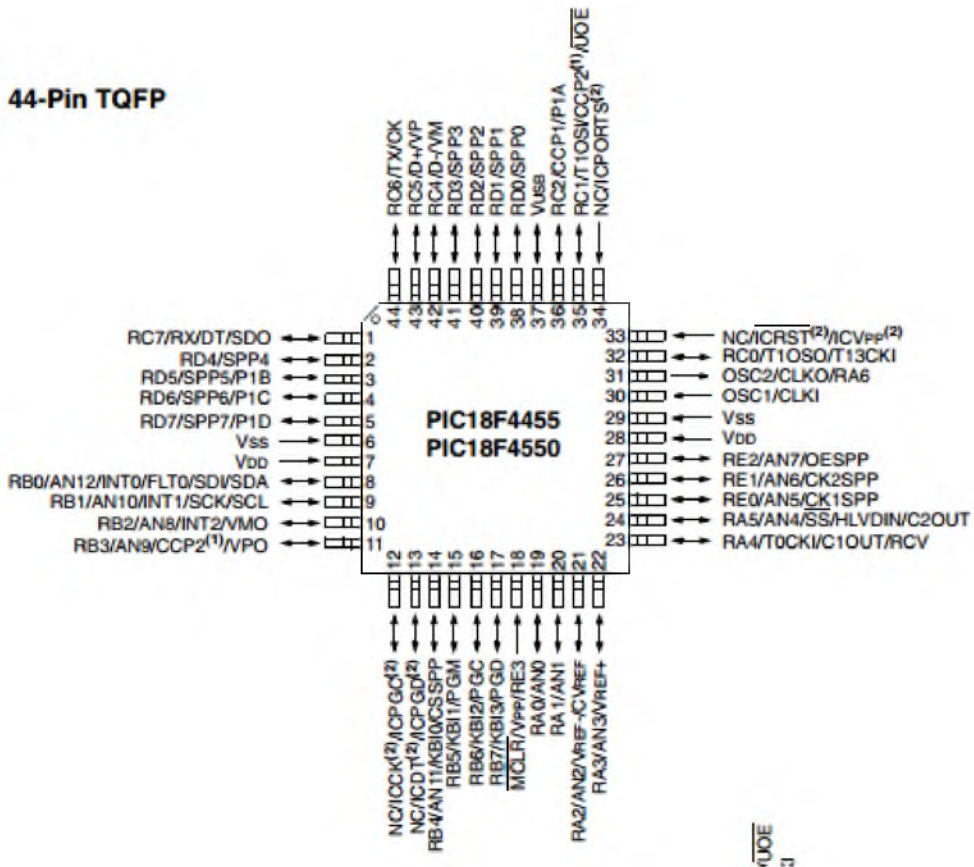 44-Pin TQFP
RC6/TX/CK
RC5/D+/VP
RC4/D-/VM
RD3/SPP3
RD2/SPP2
RD1/SPP1
RD0/SPP0
VUSB
RC2/CCP1/P1A
RC1/T1OSI/CCP2(1)/UOE
NC/ICPORTS(2)
44
43
42
41
40
39
38
37
36
35
34
RC7/RX/DT/SDO
RD4/SPP4
RD5/SPP5/P1B
RD6/SPP6/P1C
RD7/SPP7/P1D
VSS
VDD
RB0/AN12/INT0/FLT0/SDI/SDA
RB1/AN10/INT1/SCK/SCL
RB2/AN8/INT2/VMO
RB3/AN9/CCP2(1)/VPO
1
2
3
4
5
6
7
8
9
10
11
PIC18F4455
PIC18F4550
33
32
31
30
29
28
27
26
25
24
23
NC/ICRST(2)/ICVPP(2)
RC0/T1OSO/T13CKI
OSC2/CLKO/RA6
OSC1/CLKI
VSS
VDD
RE2/AN7/OESPP
RE1/AN6/CK2SPP
RE0/AN5/CK1SPP
RA5/AN4/SS/HLVDIN/C2OUT
RA4/T0CKI/C1OUT/RCV
12
13
14
15
16
17
18
19
20
21
22
NC/ICCK(2)/ICPGC(2)
NC/ICDT(2)/ICPGD(2)
RB4/AN11/KBI0/CSSPP
RB5/KBI1/PGM
RB6/KBI2/PGC
RB7/KBI3/PGD
MCLR/VPP/RE3
RA0/AN0
RA1/AN1
RA2/AN2/VREF-/CVREF
RA3/AN3/VREF+
/UOE